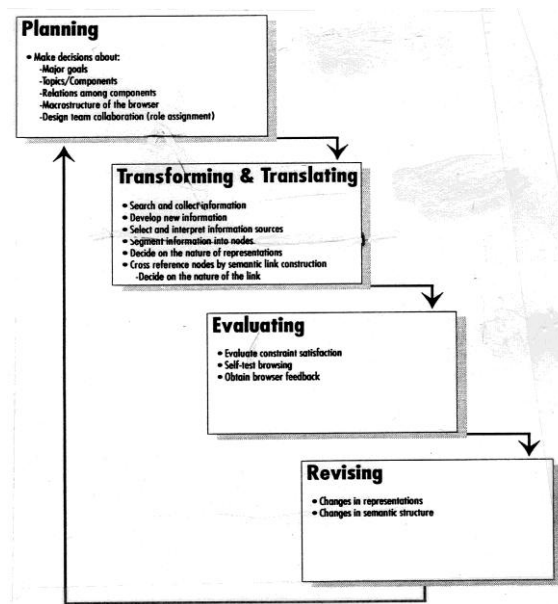 Planning
• Make decisions about:
-Major goals
-Topics/Components
-Relations among components
-Macrostructure of the browser
-Design team collaboration (role assignment)
Transforming & Translating
• Search and collect information
• Develop new information
• Select and interpret information sources
• Segment information into nodes
• Decide on the nature of representations
• Cross reference nodes by semantic link construction
-Decide on the nature of the link
Evaluating
• Evaluate constraint satisfaction
• Self-test browsing
• Obtain browser feedback
Revising
• Changes in representations
• Changes in semantic structure